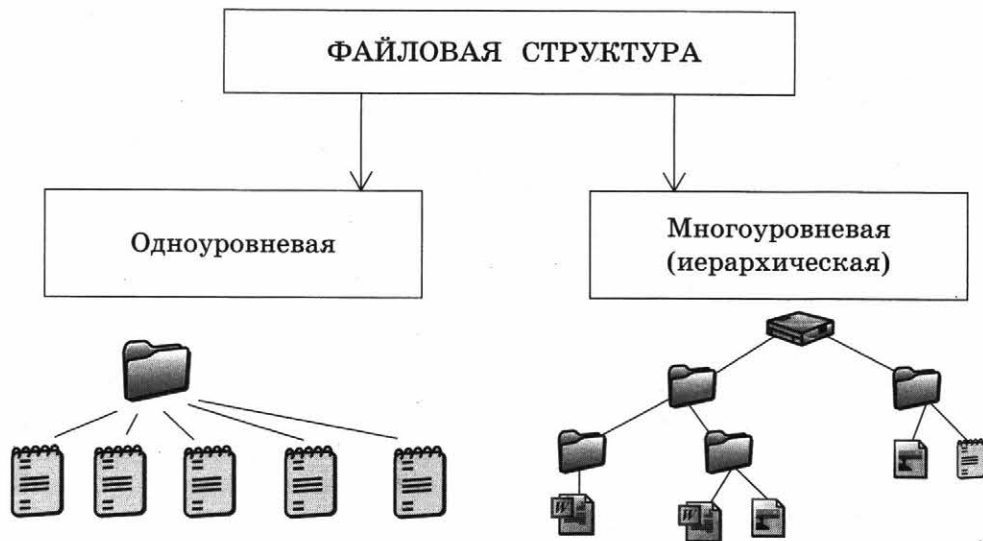 ФАЙЛОВАЯ СТРУКТУРА
Одноуровневая
Многоуровневая
(иерархическая)
W
W